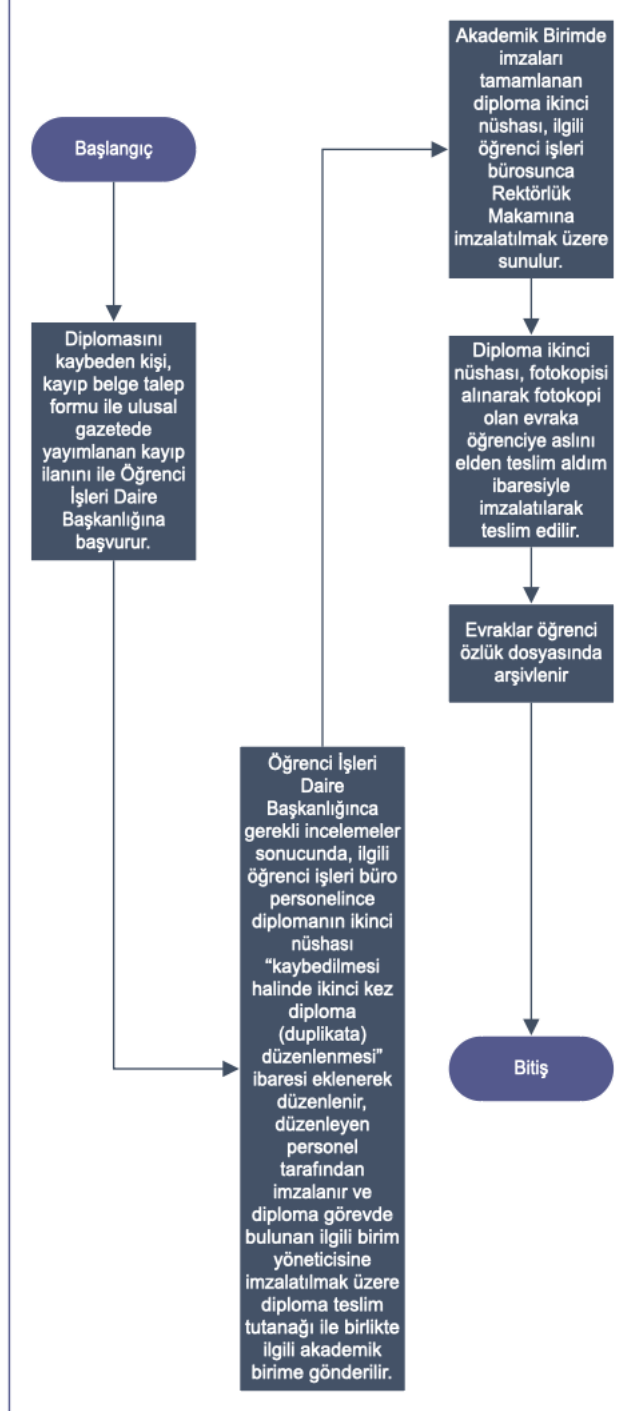 Başlangıç
Diplomasını
kaybeden kişi,
kayıp belge talep
formu ile ulusal
gazetede
yayımlanan kayıp
ilanını ile Öğrenci
İşleri Daire
Başkanlığına
başvurur.
Öğrenci İşleri
Daire
Başkanlığınca
gerekli incelemeler
sonucunda, ilgili
öğrenci işleri büro
personelince
diplomanın ikinci
nüshası
“kaybedilmesi
halinde ikinci kez
diploma
(duplikata)
düzenlenmesi”
ibaresi eklenerek
düzenlenir,
düzenleyen
personel
tarafından
imzalanır ve
diploma görevde
bulunan ilgili birim
yöneticisine
imzalatılmak üzere
diploma teslim
tutanağı ile birlikte
ilgili akademik
birime gönderilir.
Akademik Birimde
imzaları
tamamlanan
diploma ikinci
nüshası, ilgili
öğrenci işleri
bürosunca
Rektörlük
Makamına
imzalatılmak üzere
sunulur.
Diploma ikinci
nüshası, fotokopisi
alınarak fotokopi
olan evraka
öğrenciye aslını
elden teslim aldım
ibaresiyle
imzalatılarak
teslim edilir.
Evraklar öğrenci
özlük dosyasında
arşivlenir
Bitiş